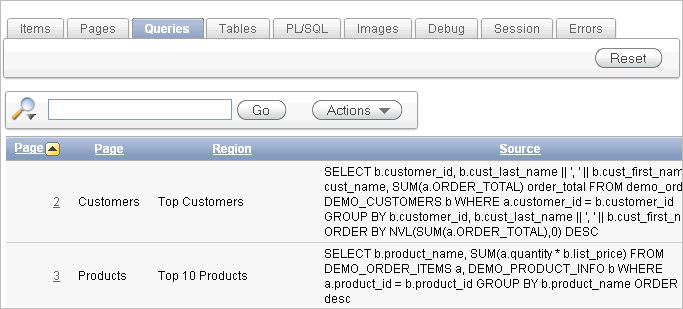 Items Pages Queries Tables PL/SQL Images Debug Session Errors
Reset
Go Actions
Page Page Region Source
SELECT b.customer_id, b.cust_last_name || ', ' || b.cust_first_nam
cust_name, SUM(a.ORDER_TOTAL) order_total FROM demo_ord
2 Customers Top Customers DEMO_CUSTOMERS b WHERE a.customer_id = b.customer_id
GROUP BY b.customer_id, b.cust_last_name || ', ' || b.cust_first_n
ORDER BY NVL(SUM(a.ORDER_TOTAL),0) DESC
SELECT b.product_name, SUM(a.quantity * b.list_price) FROM
3 Products Top 10 Products DEMO_ORDER_ITEMS a, DEMO_PRODUCT_INFO b WHERE
a.product_id = b.product_id GROUP BY b.product_name ORDER
desc